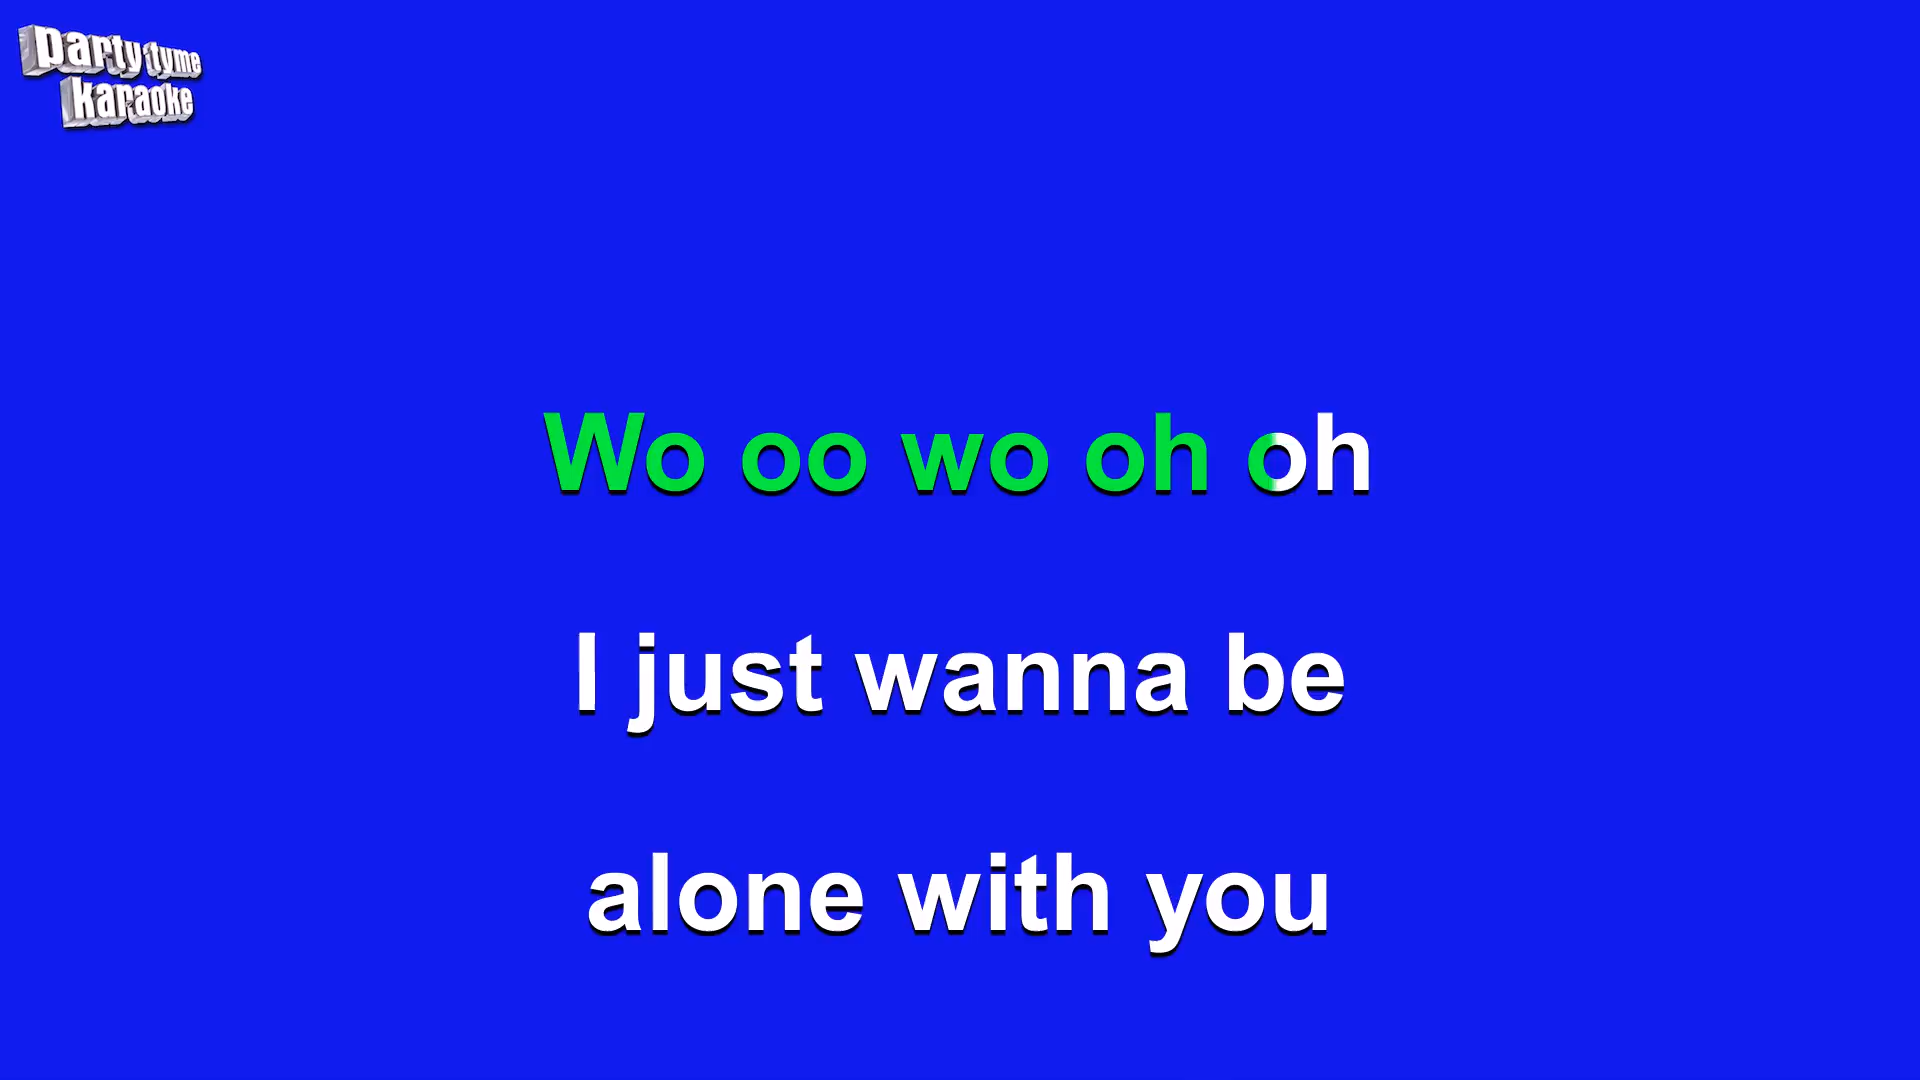 party tyme
karaoke
Wo oo wo oh oh
I just wanna be
alone with you